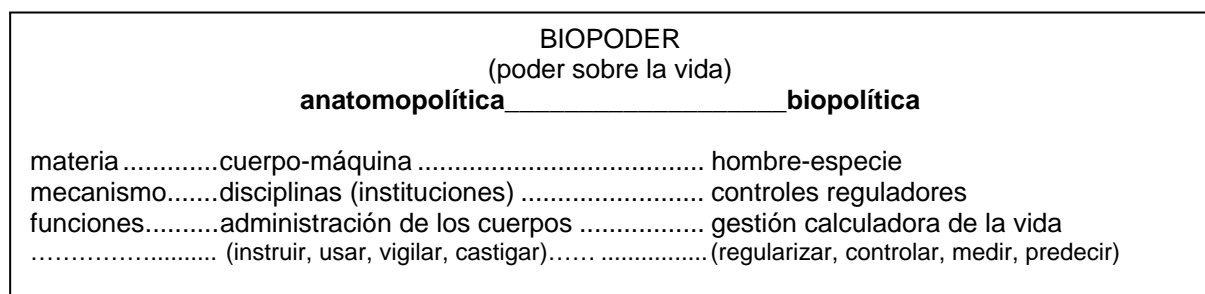 BIOPODER
(poder sobre la vida)
anatomopolítica___________________biopolítica
materia.............cuerpo-máquina....................................... hombre-especie
mecanismo.......disciplinas (instituciones) ......................... controles reguladores
funciones..........administración de los cuerpos ................. gestión calculadora de la vida
……………........... (instruir, usar, vigilar, castigar)…… ................(regularizar, controlar, medir, predecir)